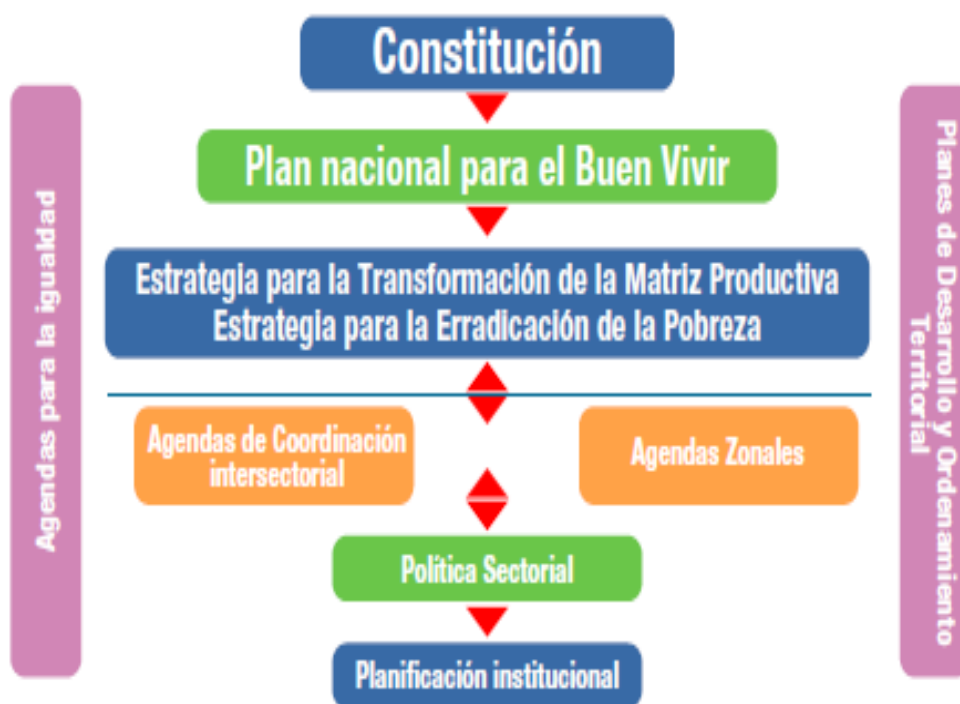 Constitución
Plan nacional para el Buen Vivir
Estrategia para la Transformación de la Matriz Productiva
Estrategia para la Erradicación de la Pobreza
Agendas de Coordinación
intersectorial
Agendas Zonales
Política Sectorial
Planificación institucional
Agendas para la igualdad
Planes de Desarrollo y Ordenamiento
Territorial